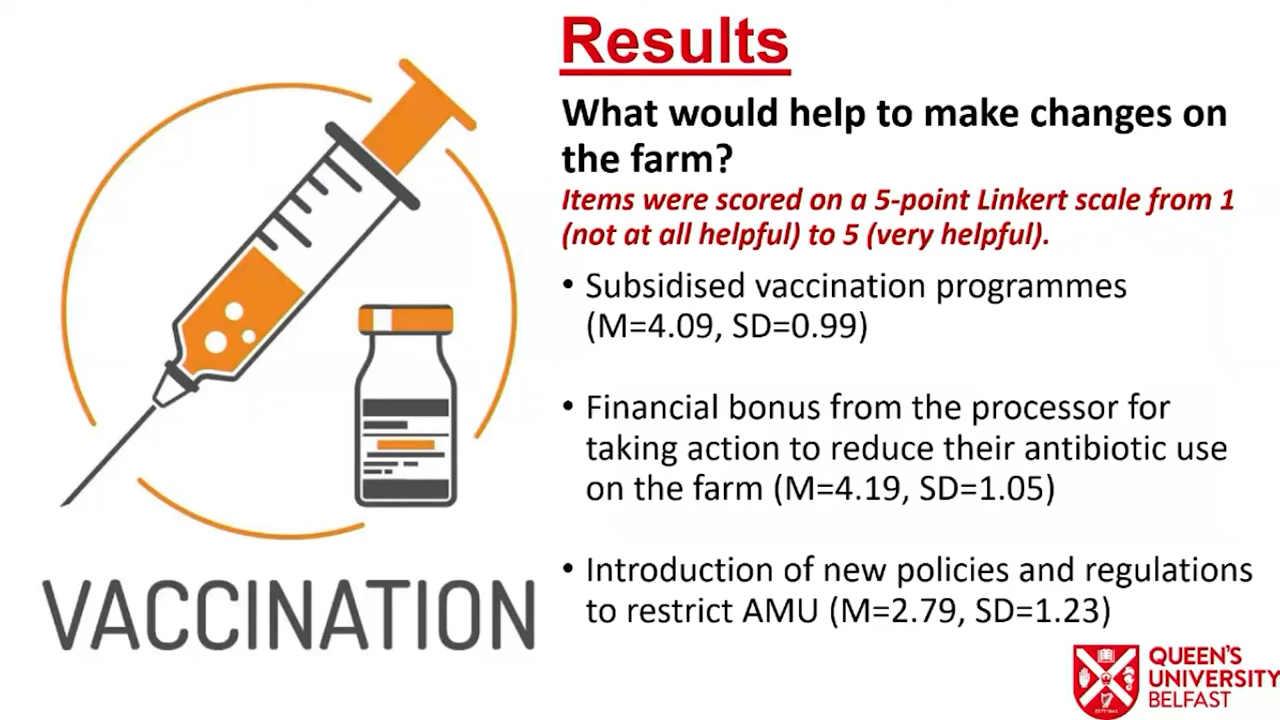 Results
What would help to make changes on
the farm?
Items were scored on a 5-point Linkert scale from 1
(not at all helpful) to 5 (very helpful).
• Subsidised vaccination programmes
(M=4.09, SD=0.99)
• Financial bonus from the processor for
taking action to reduce their antibiotic use
on the farm (M=4.19, SD=1.05)
• Introduction of new policies and regulations
to restrict AMU (M=2.79, SD=1.23)
VACCINATION
QUEEN'S
UNIVERSITY
BELFAST